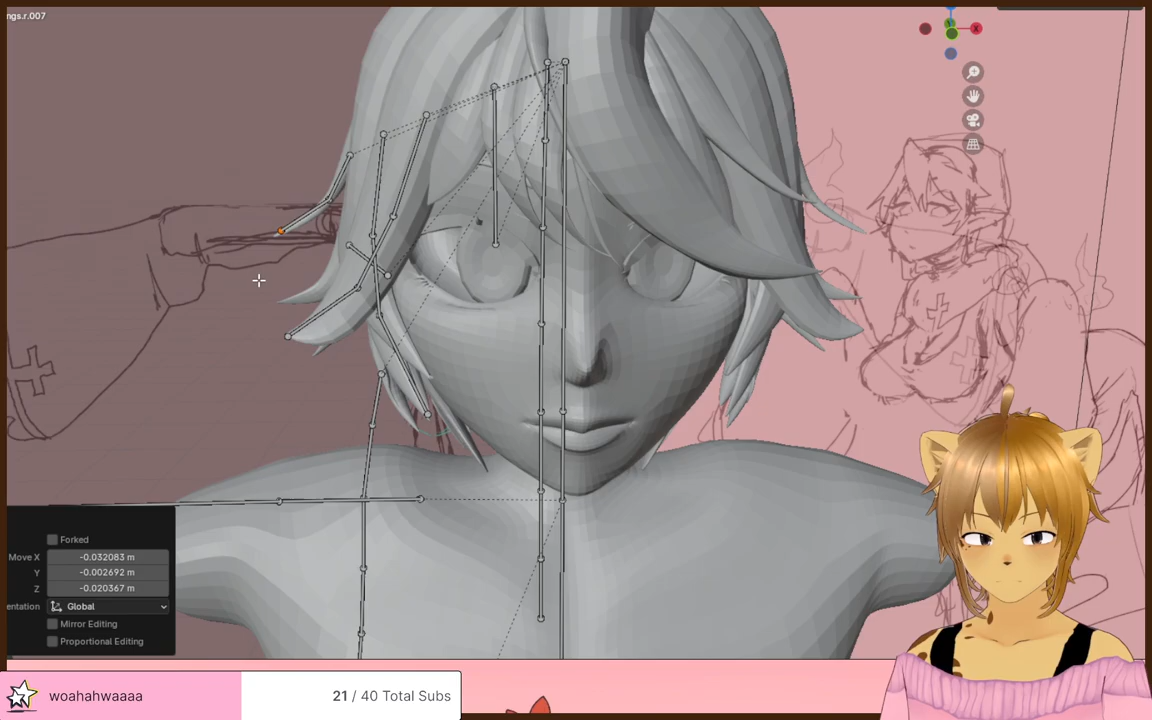 ngs.r.007
X
Forked
Move X -0.032083 m
Y -0.002692 m
Z -0.020367 m
entation Global
Mirror Editing
Proportional Editing
woahahwaaaa
21 / 40 Total Subs